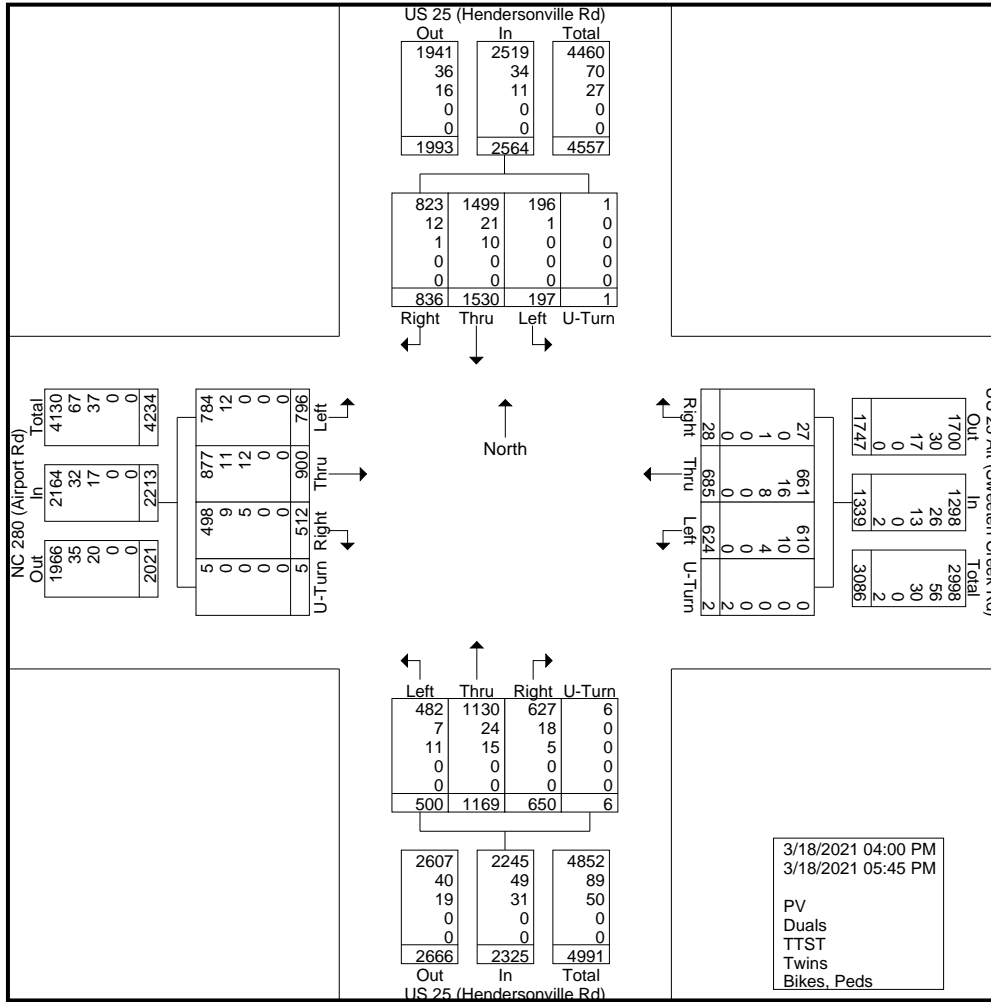 US 25 (Hendersonville Rd)
Out In Total
1941 2519 4460
36 34 70
16 11 27
0 0 0
0 0 0
1993 2564 4557
823 1499 196 1
12 21 1 0
1 10 0 0
0 0 0 0
0 0 0 0
836 1530 197 1
Right Thru Left U-Turn
North
NC 280 (Airport Rd)
Total In Out
4130 2164 1966
67 32 35
37 17 20
0 0 0
0 0 0
4234 2213 2021
784 877 498 5
12 11 9 0
0 12 5 0
0 0 0 0
0 0 0 0
796 900 512 5
Left Thru Right U-Turn
US 25 Alt (Sweeten Creek Rd)
Out In Total
1700 1298 2998
30 26 56
17 13 30
0 0 0
0 2 2
1747 1339 3086
27 661 610 0
0 16 10 0
1 8 4 0
0 0 0 0
0 0 0 2
28 685 624 2
Right Thru Left U-Turn
Left Thru Right U-Turn
482 1130 627 6
7 24 18 0
11 15 5 0
0 0 0 0
0 0 0 0
500 1169 650 6
2607 2245 4852
40 49 89
19 31 50
0 0 0
0 0 0
2666 2325 4991
Out In Total
US 25 (Hendersonville Rd)
3/18/2021 04:00 PM
3/18/2021 05:45 PM
PV
Duals
TTST
Twins
Bikes, Peds